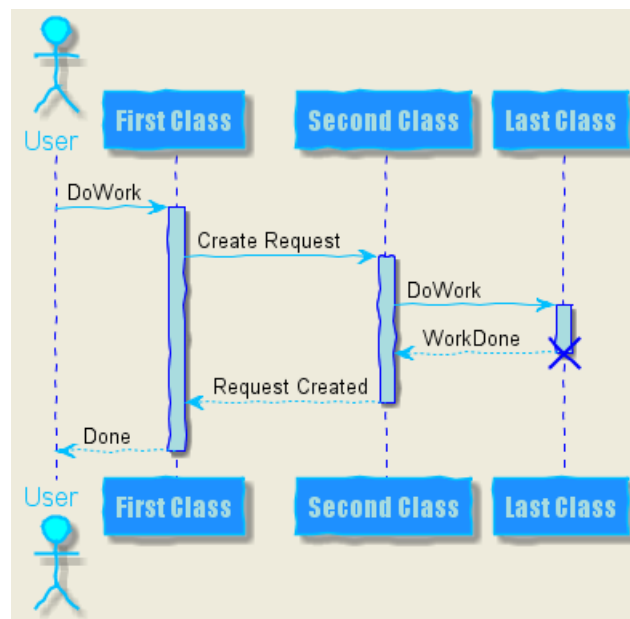 User
First Class
Second Class
Last Class
DoWork
Create Request
DoWork
WorkDone
Request Created
Done
User
First Class
Second Class
Last Class